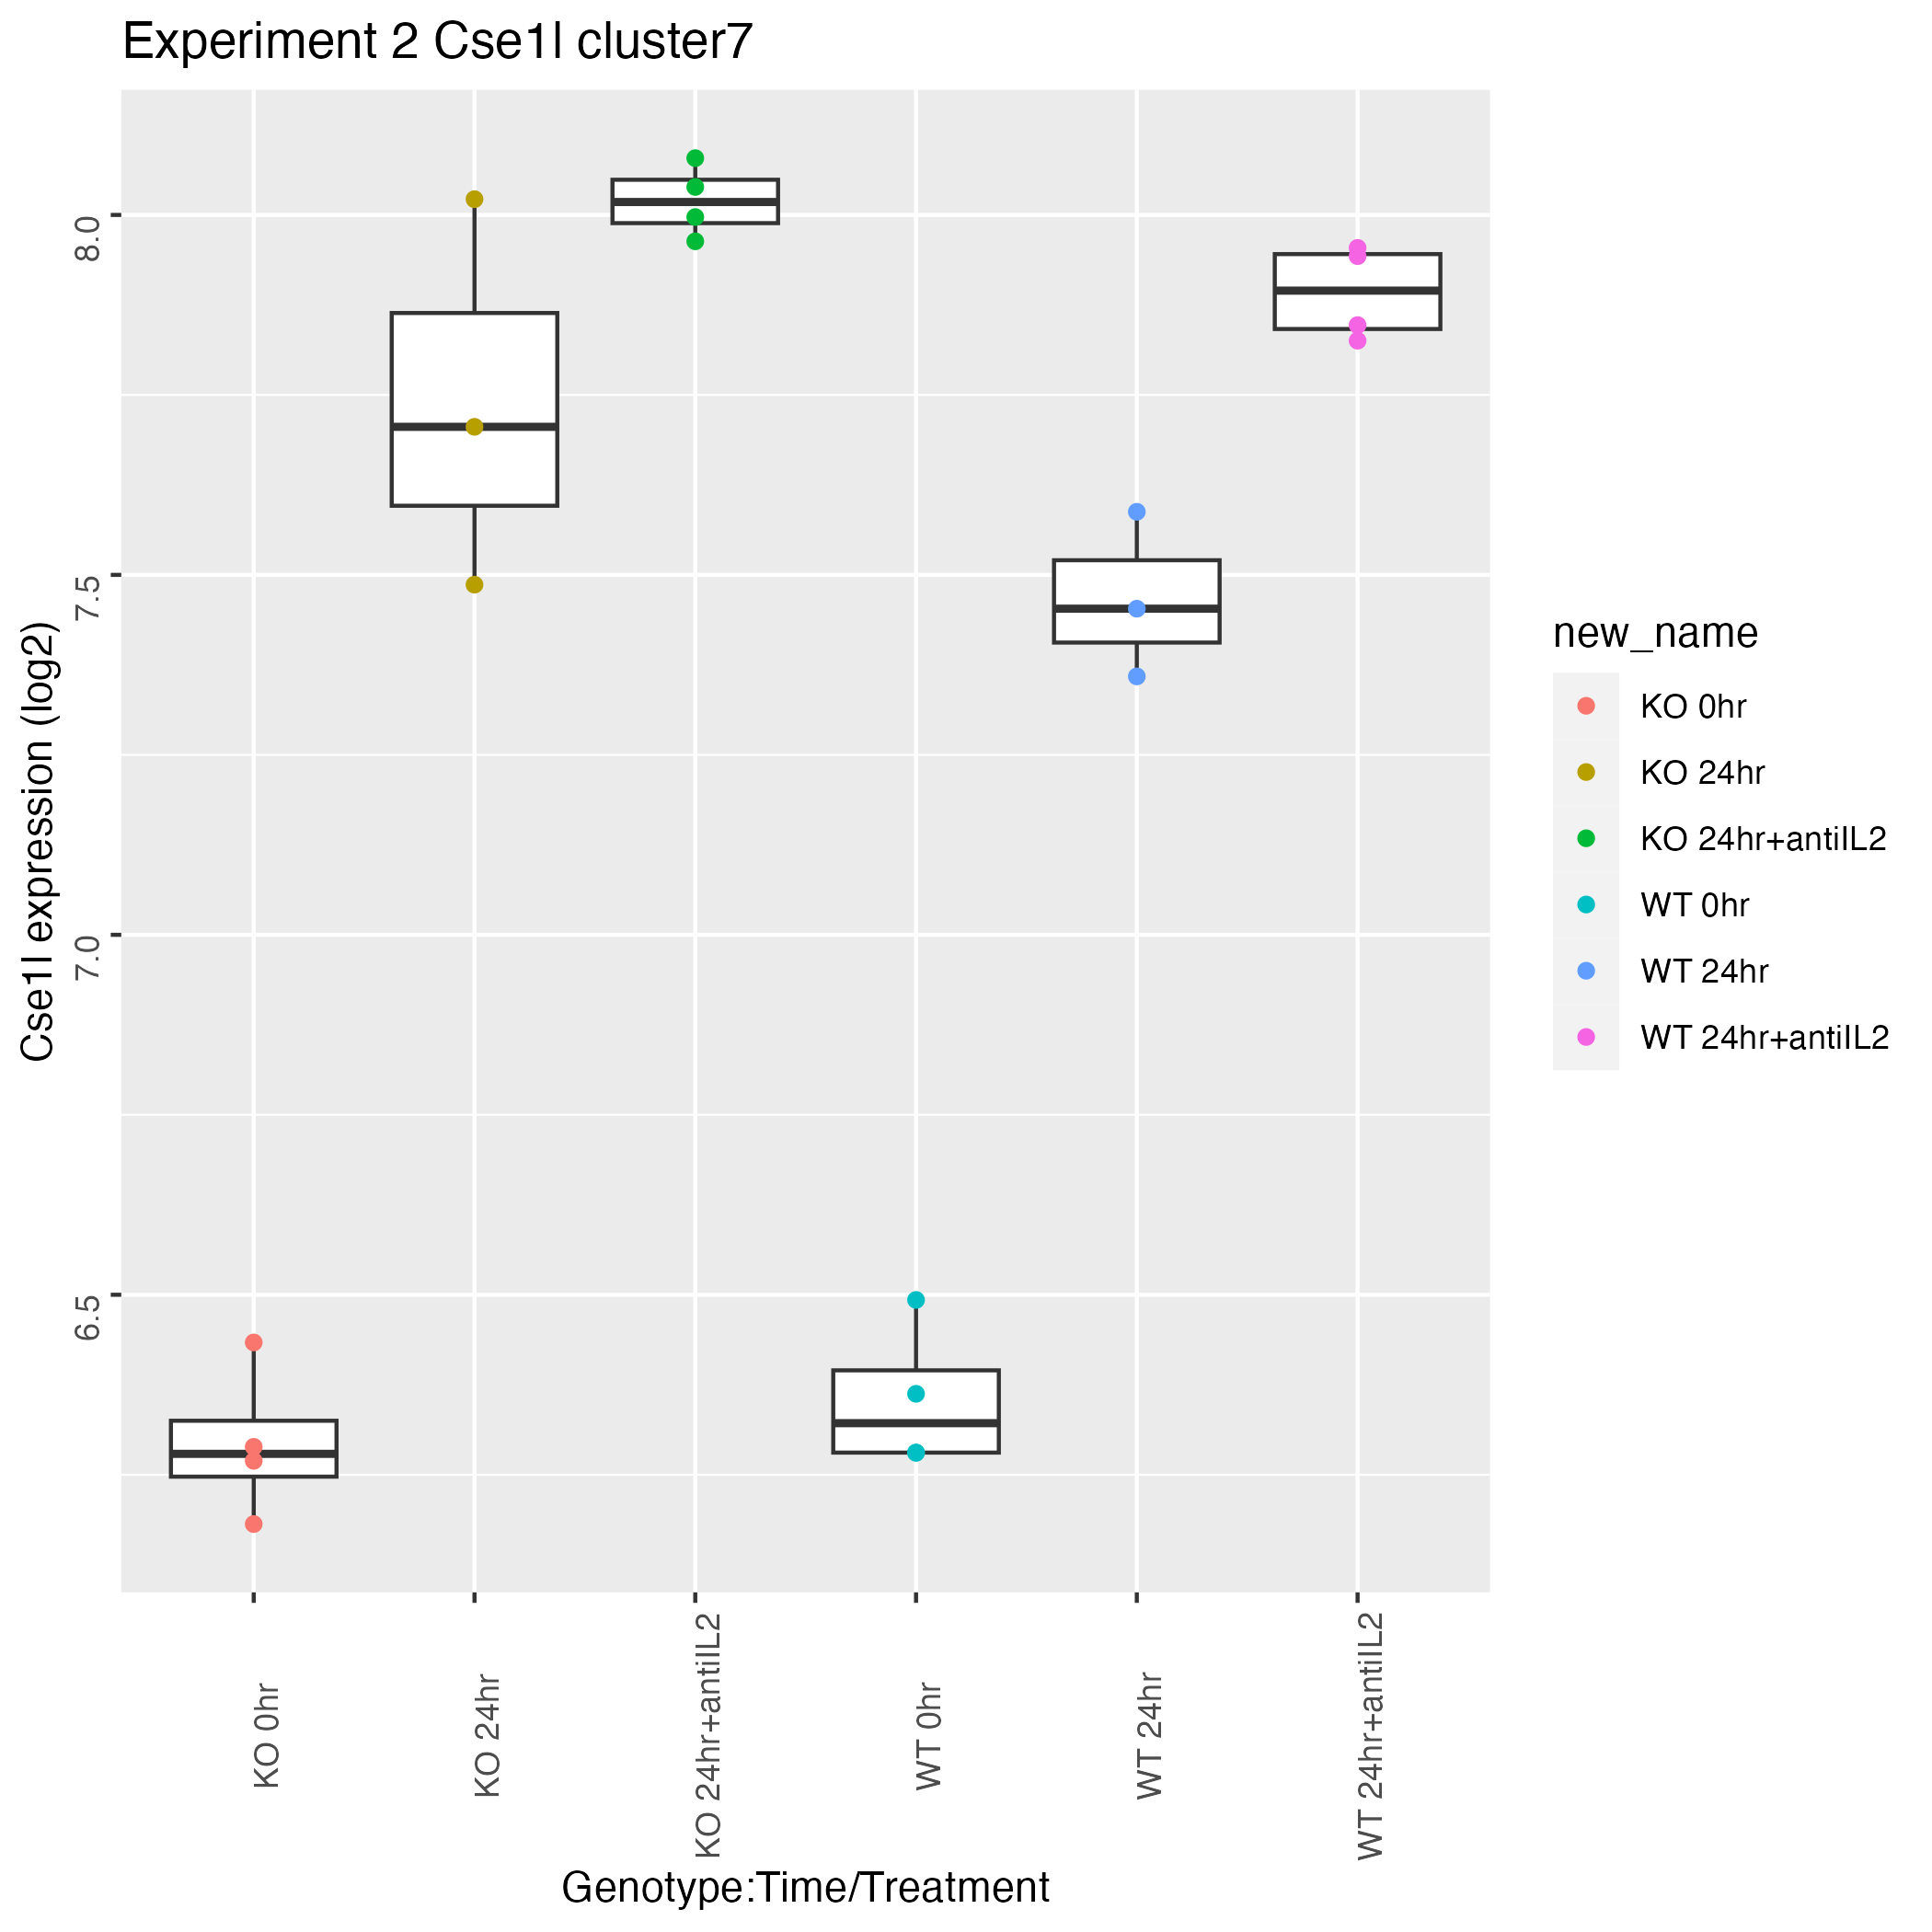 Experiment 2 Cse1l cluster7
Cse1l expression (log2)
8.0
7.5
7.0
6.5
KO 0hr
KO 24hr
KO 24hr+antiIL2
WT 0hr
WT 24hr
WT 24hr+antiIL2
Genotype:Time/Treatment
new_name
KO 0hr
KO 24hr
KO 24hr+antiIL2
WT 0hr
WT 24hr
WT 24hr+antiIL2